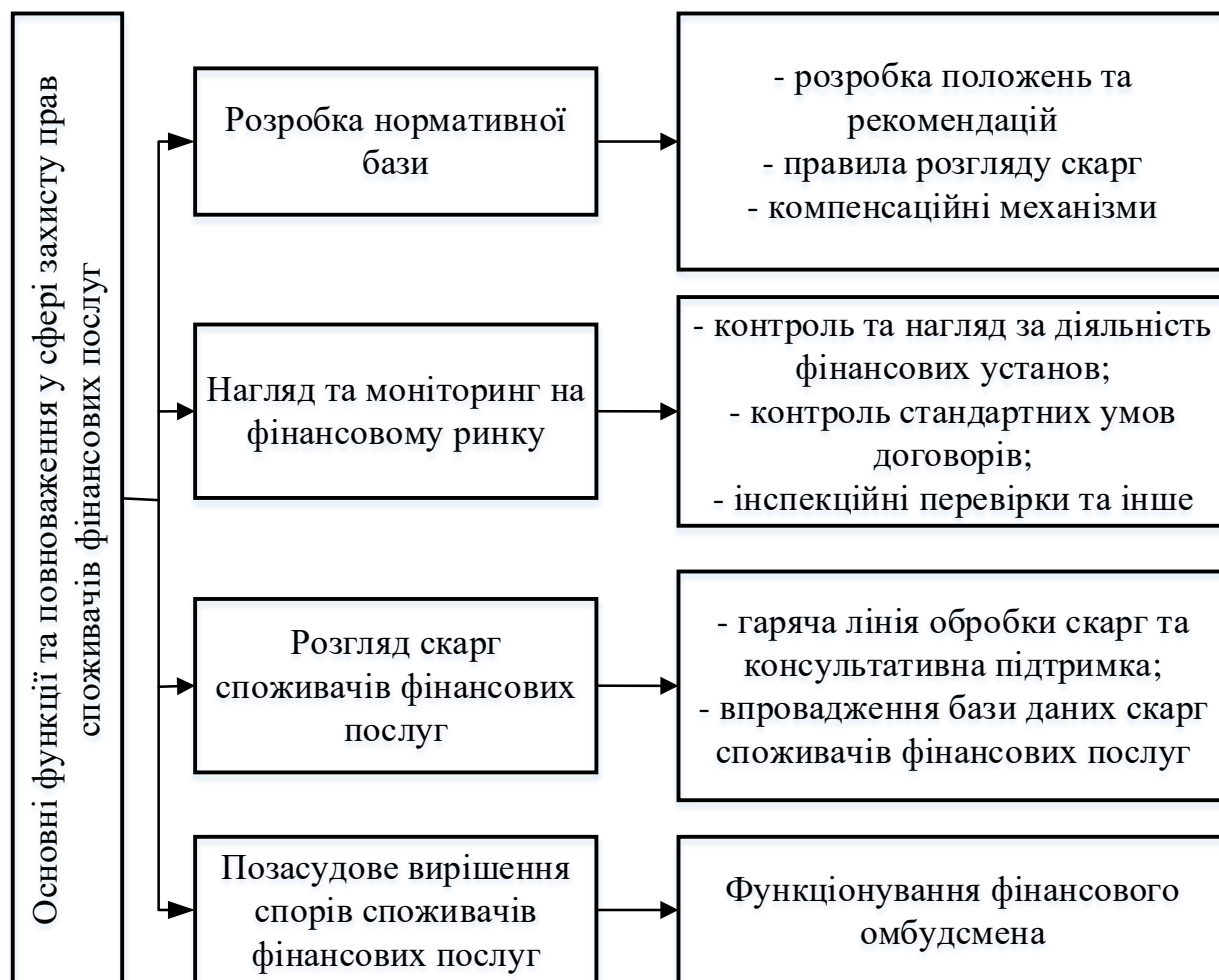 Основні функції та повноваження у сфері захисту прав
споживачів фінансових послуг
Розробка нормативної
бази
- розробка положень та
рекомендацій
- правила розгляду скарг
- компенсаційні механізми
Нагляд та моніторинг на
фінансовому ринку
- контроль та нагляд за діяльність
фінансових установ;
- контроль стандартних умов
договорів;
- інспекційні перевірки та інше
Розгляд скарг
споживачів фінансових
послуг
- гаряча лінія обробки скарг та
консультативна підтримка;
- впровадження бази даних скарг
споживачів фінансових послуг
Позасудове вирішення
спорів споживачів
фінансових послуг
Функціонування фінансового
омбудсмена